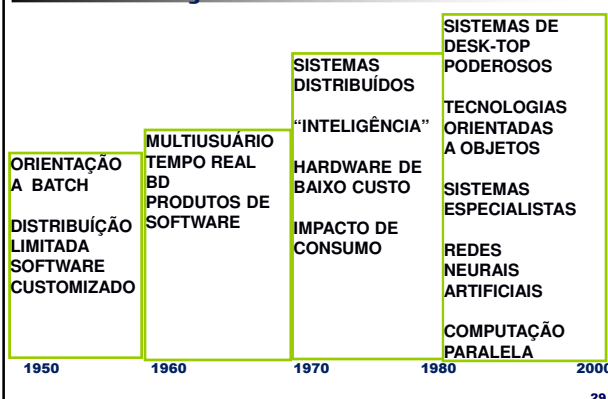 ORIENTAÇÃO
A BATCH
DISTRIBUÍÇÃO
LIMITADA
SOFTWARE
CUSTOMIZADO
MULTIUSUÁRIO
TEMPO REAL
BD
PRODUTOS DE
SOFTWARE
SISTEMAS
DISTRIBUÍDOS
“INTELIGÊNCIA”
HARDWARE DE
BAIXO CUSTO
IMPACTO DE
CONSUMO
SISTEMAS DE
DESK-TOP
PODEROSOS
TECNOLOGIAS
ORIENTADAS
A OBJETOS
SISTEMAS
ESPECIALISTAS
REDES
NEURAIS
ARTIFICIAIS
COMPUTAÇÃO
PARALELA
1950 1960 1970 1980 2000
29